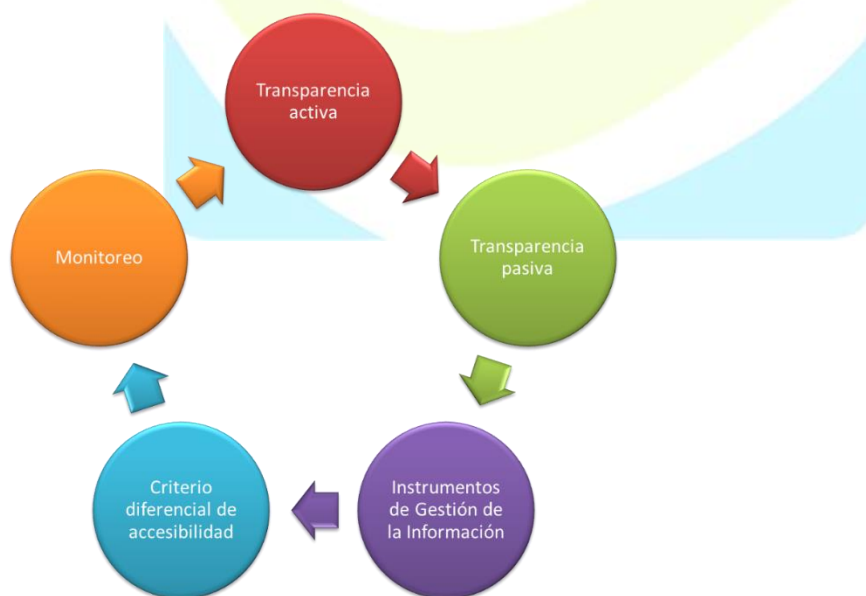 Transparencia
activa
Transparencia
pasiva
Instrumentos
de Gestión de
la Información
Criterio
diferencial de
accesibilidad
Monitoreo